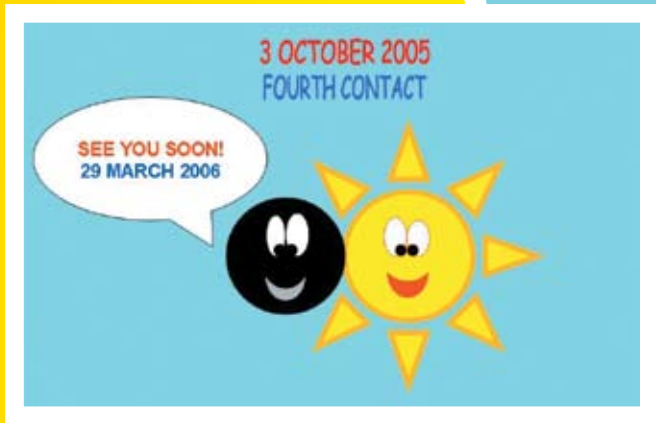 3 OCTOBER 2005
FOURTH CONTACT
SEE YOU SOON!
29 MARCH 2006